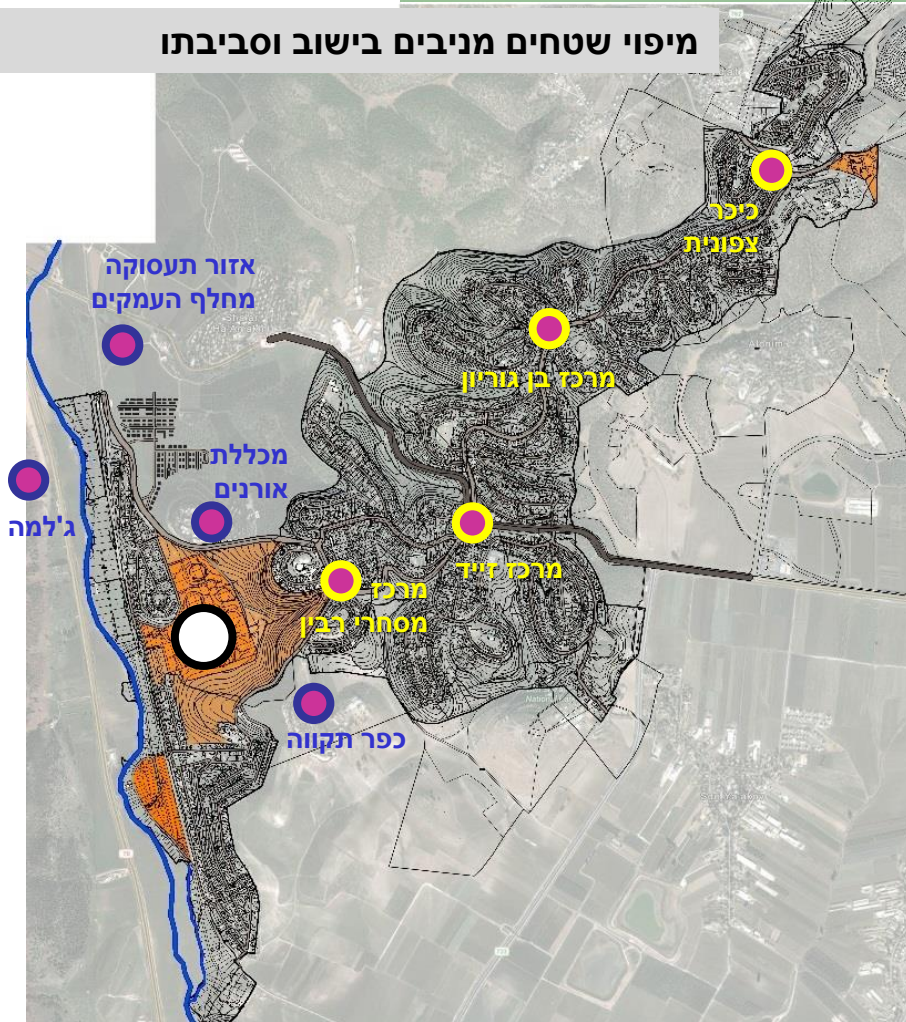 מיפוי שטחים מניבים בישוב וסביבתו
כיכר
צפונית
אזור תעסוקה
מחלף העמקים
מרכז בן גוריון
מכללת
אורנים
ג'למה
מרכז זייד
מרכז
מסחרי רבין
כפר תקווה
Alonim